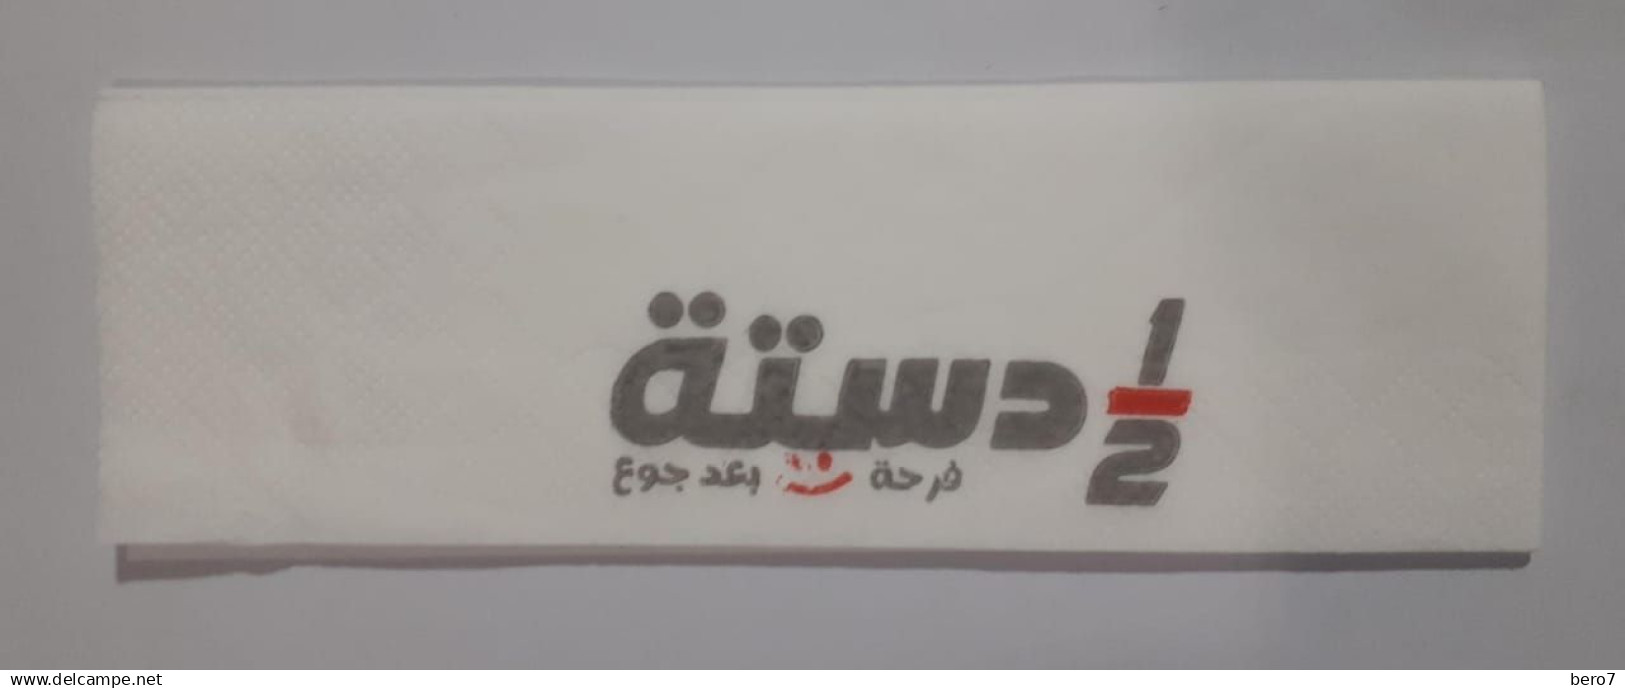 1/2 دستة
فرحة بعد جوع
www.delcampe.net
bero7